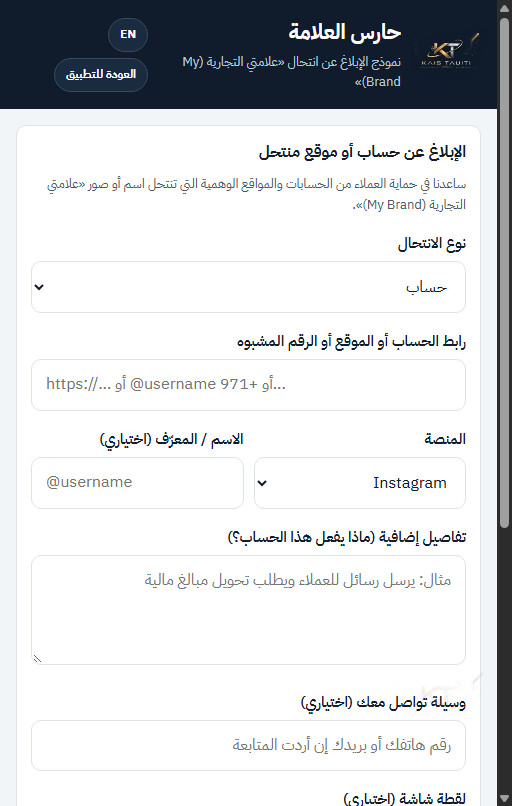 KT
KAIS TAUITI
حارس العلامة
نموذج الإبلاغ عن انتحال «علامتي التجارية (My
Brand)»
EN
العودة للتطبيق
الإبلاغ عن حساب أو موقع منتحل
ساعدنا في حماية العملاء من الحسابات والمواقع الوهمية التي تنتحل اسم أو صور «علامتي
التجارية (My Brand)».
نوع الانتحال
حساب
رابط الحساب أو الموقع أو الرقم المشبوه
https://... أو @username أو +971...
المنصة
الاسم / المعرّف (اختياري)
Instagram
@username
تفاصيل إضافية (ماذا يفعل هذا الحساب؟)
مثال: يرسل رسائل للعملاء ويطلب تحويل مبالغ مالية
وسيلة تواصل معك (اختياري)
رقم هاتفك أو بريدك إن أردت المتابعة
لقطة شاشة (اختياري)